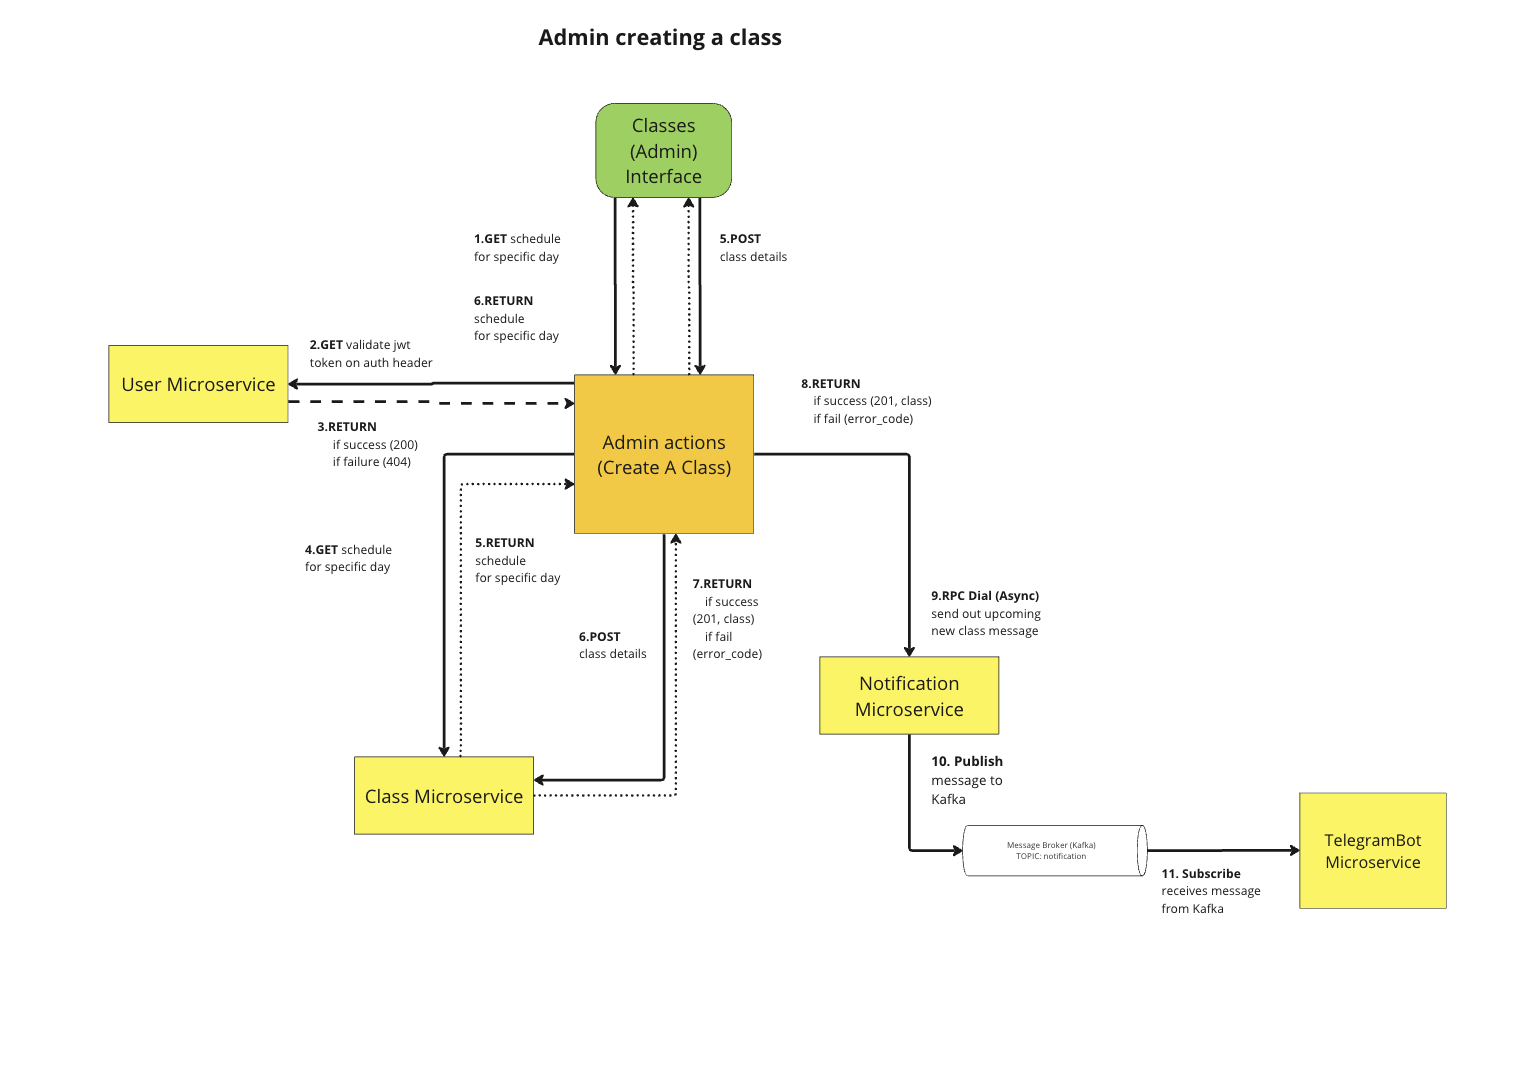 Admin creating a class
Classes
(Admin)
Interface
1.GET schedule
for specific day
5.POST
class details
6.RETURN
schedule
for specific day
2.GET validate jwt
token on auth header
User Microservice
3.RETURN
if success (200)
if failure (404)
Admin actions
(Create A Class)
8.RETURN
if success (201, class)
if fail (error_code)
4.GET schedule
for specific day
5.RETURN
schedule
for specific day
6.POST
class details
7.RETURN
if success
(201, class)
if fail
(error_code)
9.RPC Dial (Async)
send out upcoming
new class message
Notification
Microservice
Class Microservice
10. Publish
message to
Kafka
Message Broker (Kafka)
TOPIC: notification
11. Subscribe
receives message
from Kafka
TelegramBot
Microservice